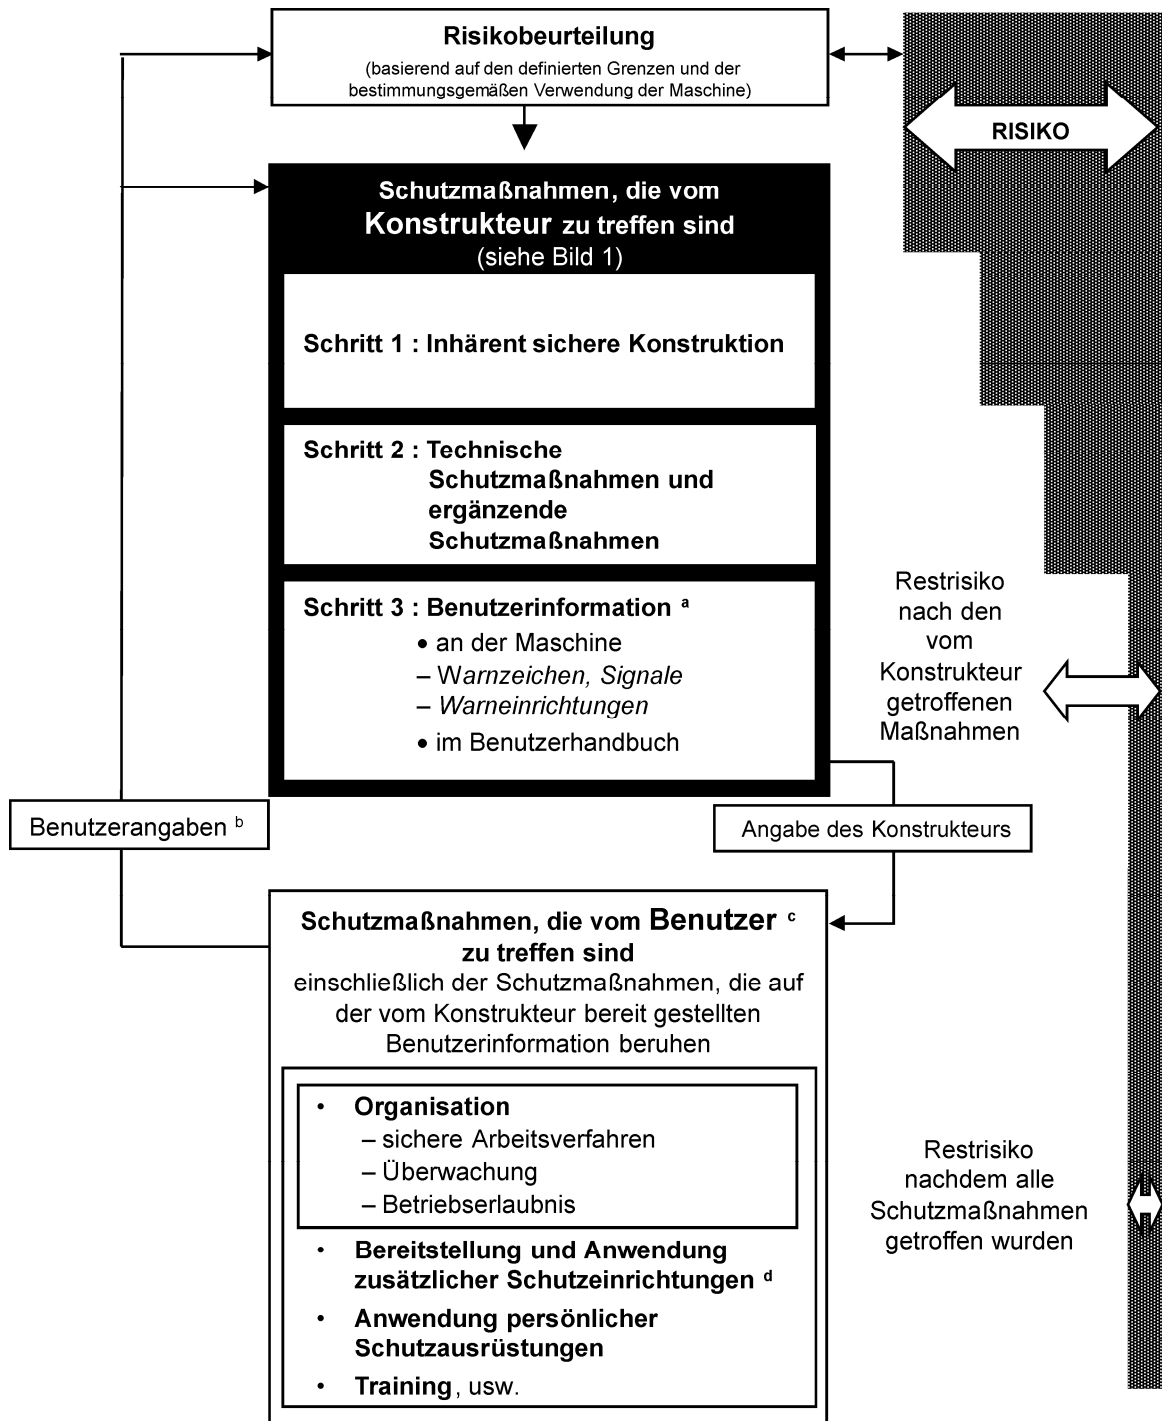 Risikobeurteilung
(basierend auf den definierten Grenzen und der
bestimmungsgemäßen Verwendung der Maschine)
RISIKO
Schutzmaßnahmen, die vom
Konstrukteur zu treffen sind
(siehe Bild 1)
Schritt 1 : Inhärent sichere Konstruktion
Schritt 2 : Technische
Schutzmaßnahmen und
ergänzende
Schutzmaßnahmen
Schritt 3 : Benutzerinformation a
• an der Maschine
– Warnzeichen, Signale
– Warneinrichtungen
• im Benutzerhandbuch
Restrisiko
nach den
vom
Konstrukteur
getroffenen
Maßnahmen
Benutzerangaben b
Angabe des Konstrukteurs
Schutzmaßnahmen, die vom Benutzer c
zu treffen sind
einschließlich der Schutzmaßnahmen, die auf
der vom Konstrukteur bereit gestellten
Benutzerinformation beruhen
• Organisation
– sichere Arbeitsverfahren
– Überwachung
– Betriebserlaubnis
• Bereitstellung und Anwendung
zusätzlicher Schutzeinrichtungen d
• Anwendung persönlicher
Schutzausrüstungen
• Training, usw.
Restrisiko
nachdem alle
Schutzmaßnahmen
getroffen wurden